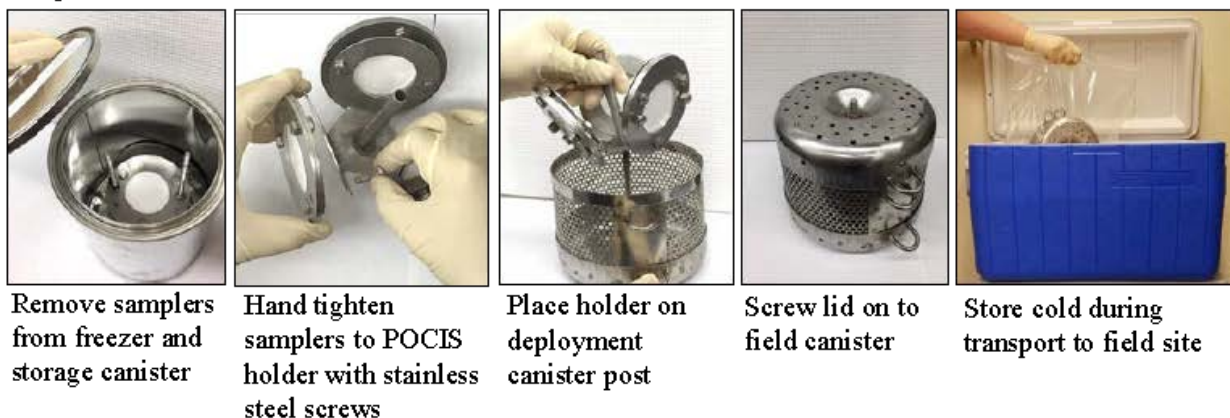 Remove samplers
from freezer and
storage canister
Hand tighten
samplers to POCIS
holder with stainless
steel screws
Place holder on
deployment
canister post
Screw lid on to
field canister
Store cold during
transport to field site